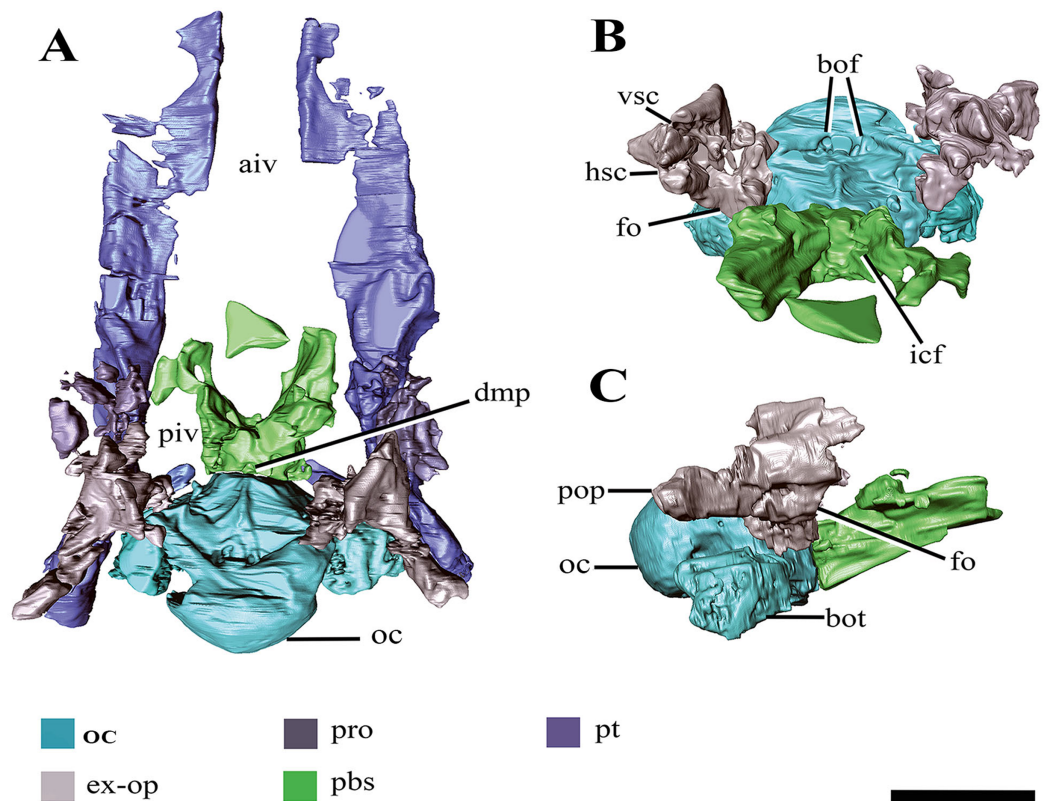 A
aiv
piv
dmp
oc
B
bof
vsc
hsc
fo
icf
C
pop
oc
fo
bot
oc
pro
pt
ex-op
pbs